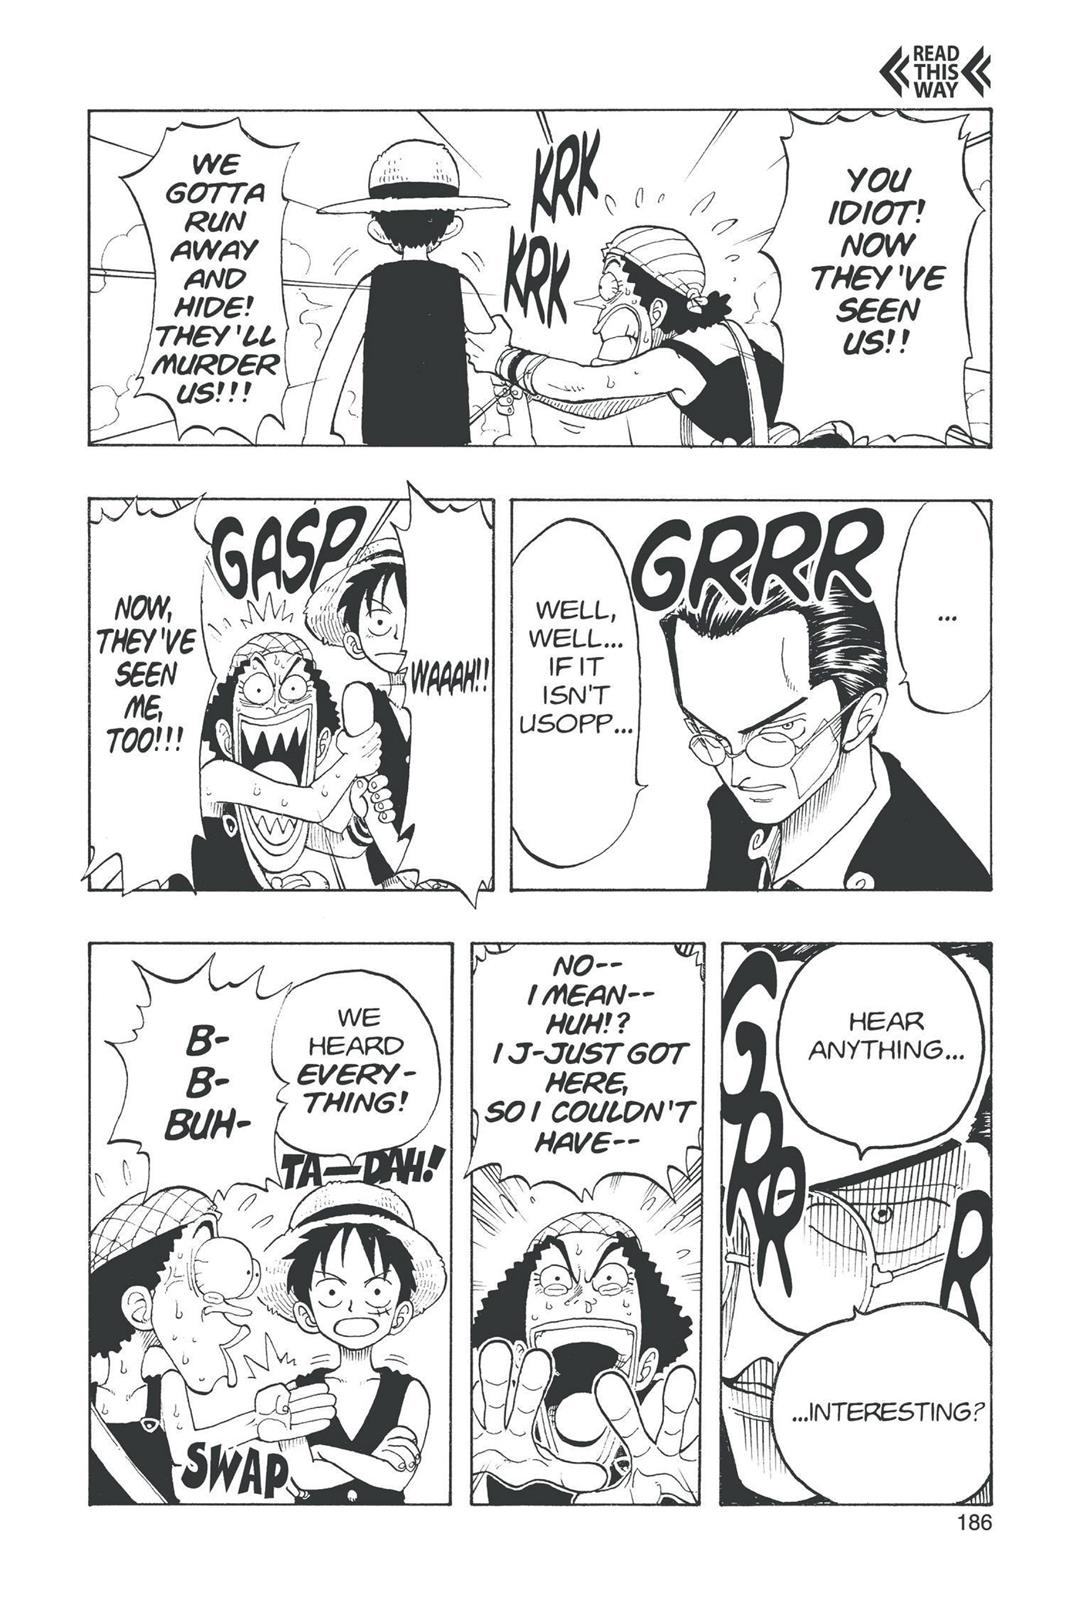 READ
THIS
WAY
YOU
IDIOT!
NOW
THEY'VE
SEEN
US!!
KRK
KRK
WE
GOTTA
RUN
AWAY
AND
HIDE!
THEY'LL
MURDER
US!!!
...
GRRR
WELL,
WELL...
IF IT
ISN'T
USOPP...
WAAAH!!
GASP
NOW,
THEY'VE
SEEN
ME,
TOO!!!
HEAR
ANYTHING...
GRRR
R
...INTERESTING?
NO--
I MEAN--
HUH!?
I J-JUST GOT
HERE,
SO I COULDN'T
HAVE--
WE
HEARD
EVERY-
THING!
TA-DAH!
B-
B-
BUH-
SWAP
186